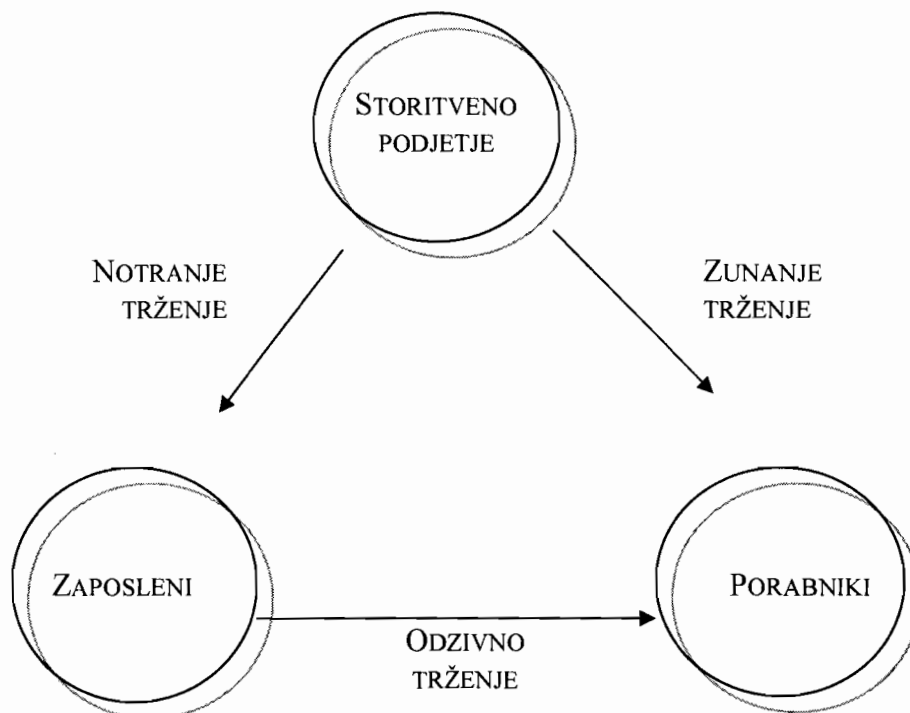 STORITVENO
PODJETJE
NOTRANJE
TRŽENJE
ZUNANJE
TRŽENJE
ZAPOSLENI
PORABNIKI
ODZIVNO
TRŽENJE